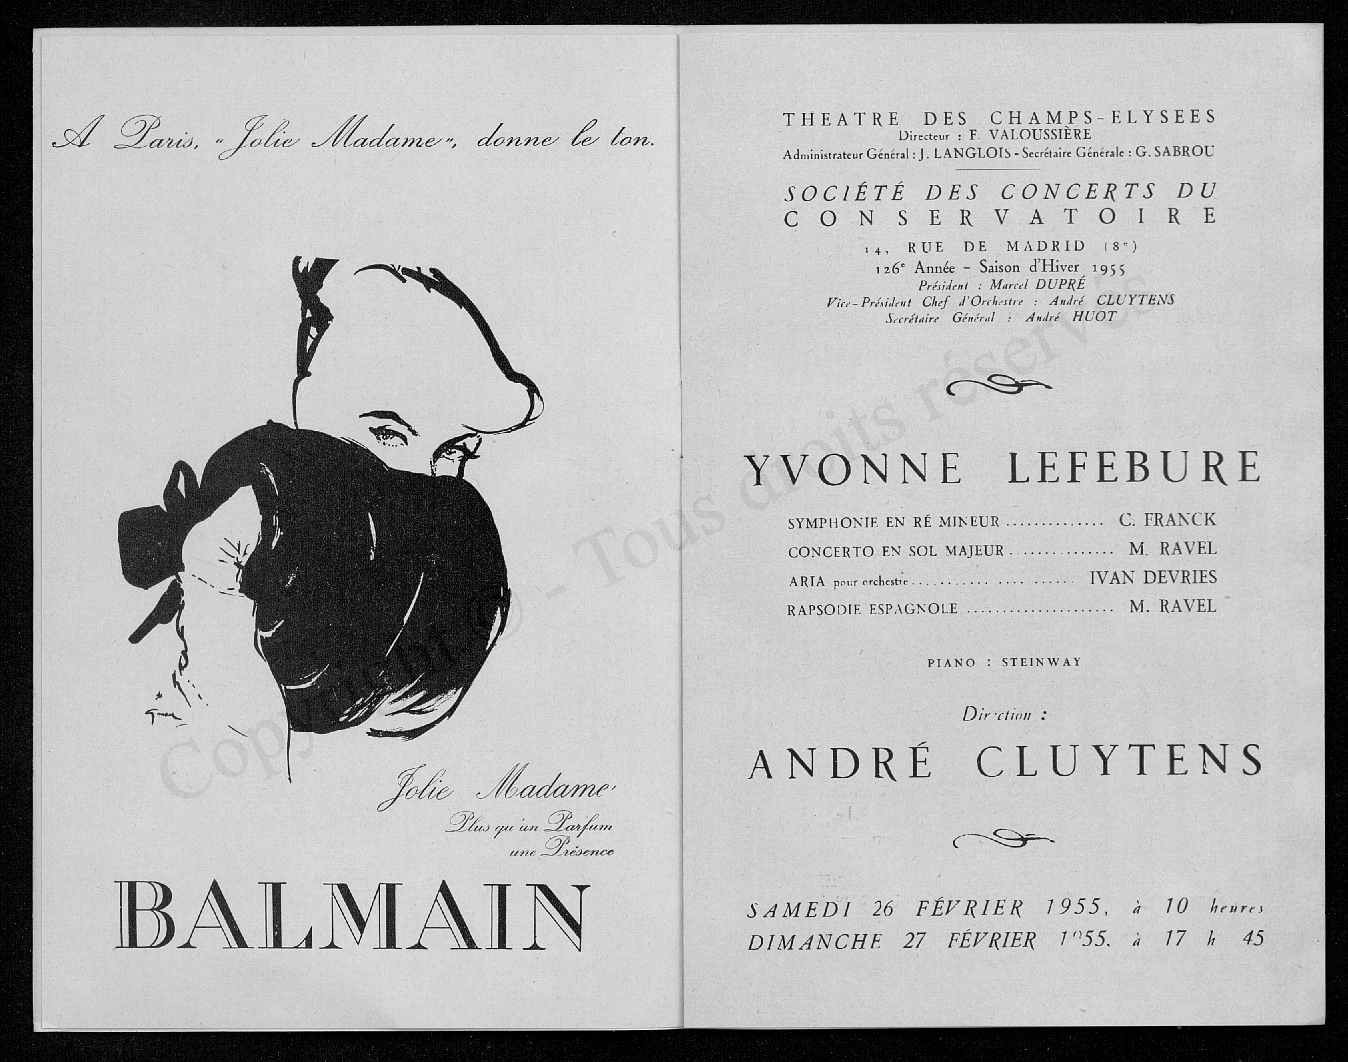 A Paris, "Jolie Madame", donne le ton.
Jolie Madame
Plus qu'un Parfum
une Présence
BALMAIN
THEATRE DES CHAMPS-ELYSEES
Directeur : F. VALOUSSIÈRE
Administrateur Général : J. LANGLOIS - Secrétaire Générale : G. SABROU
SOCIÉTÉ DES CONCERTS DU
CONSERVATOIRE
14, RUE DE MADRID (8e)
126e Année - Saison d'Hiver 1955
Président : Marcel DUPRÉ
Vice-Président Chef d'Orchestre : André CLUYTENS
Secrétaire Général : André HUOT
YVONNE LEFEBURE
SYMPHONIE EN RÉ MINEUR .............. C. FRANCK
CONCERTO EN SOL MAJEUR ............... M. RAVEL
ARIA pour orchestre ........... .... ...... IVAN DEVRIES
RAPSODIE ESPAGNOLE ..................... M. RAVEL
PIANO : STEINWAY
Direction :
ANDRÉ CLUYTENS
SAMEDI 26 FÉVRIER 1955, à 10 heures
DIMANCHE 27 FÉVRIER 1955, à 17 h 45
Copyright © - Tous droits réservés